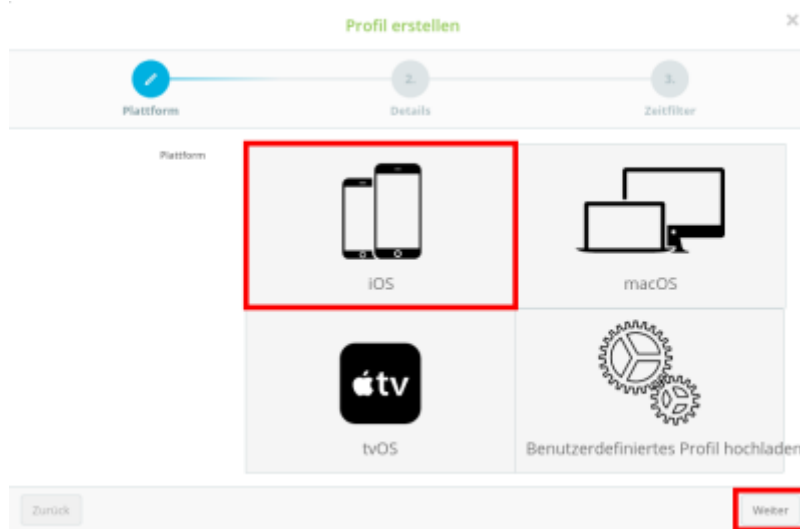 Profil erstellen
×
2.
3.
Plattform
Details
Zeitfilter
Plattform
iOS
macOS
tv
tvOS
Benutzerdefiniertes Profil hochladen
Zurück
Weiter